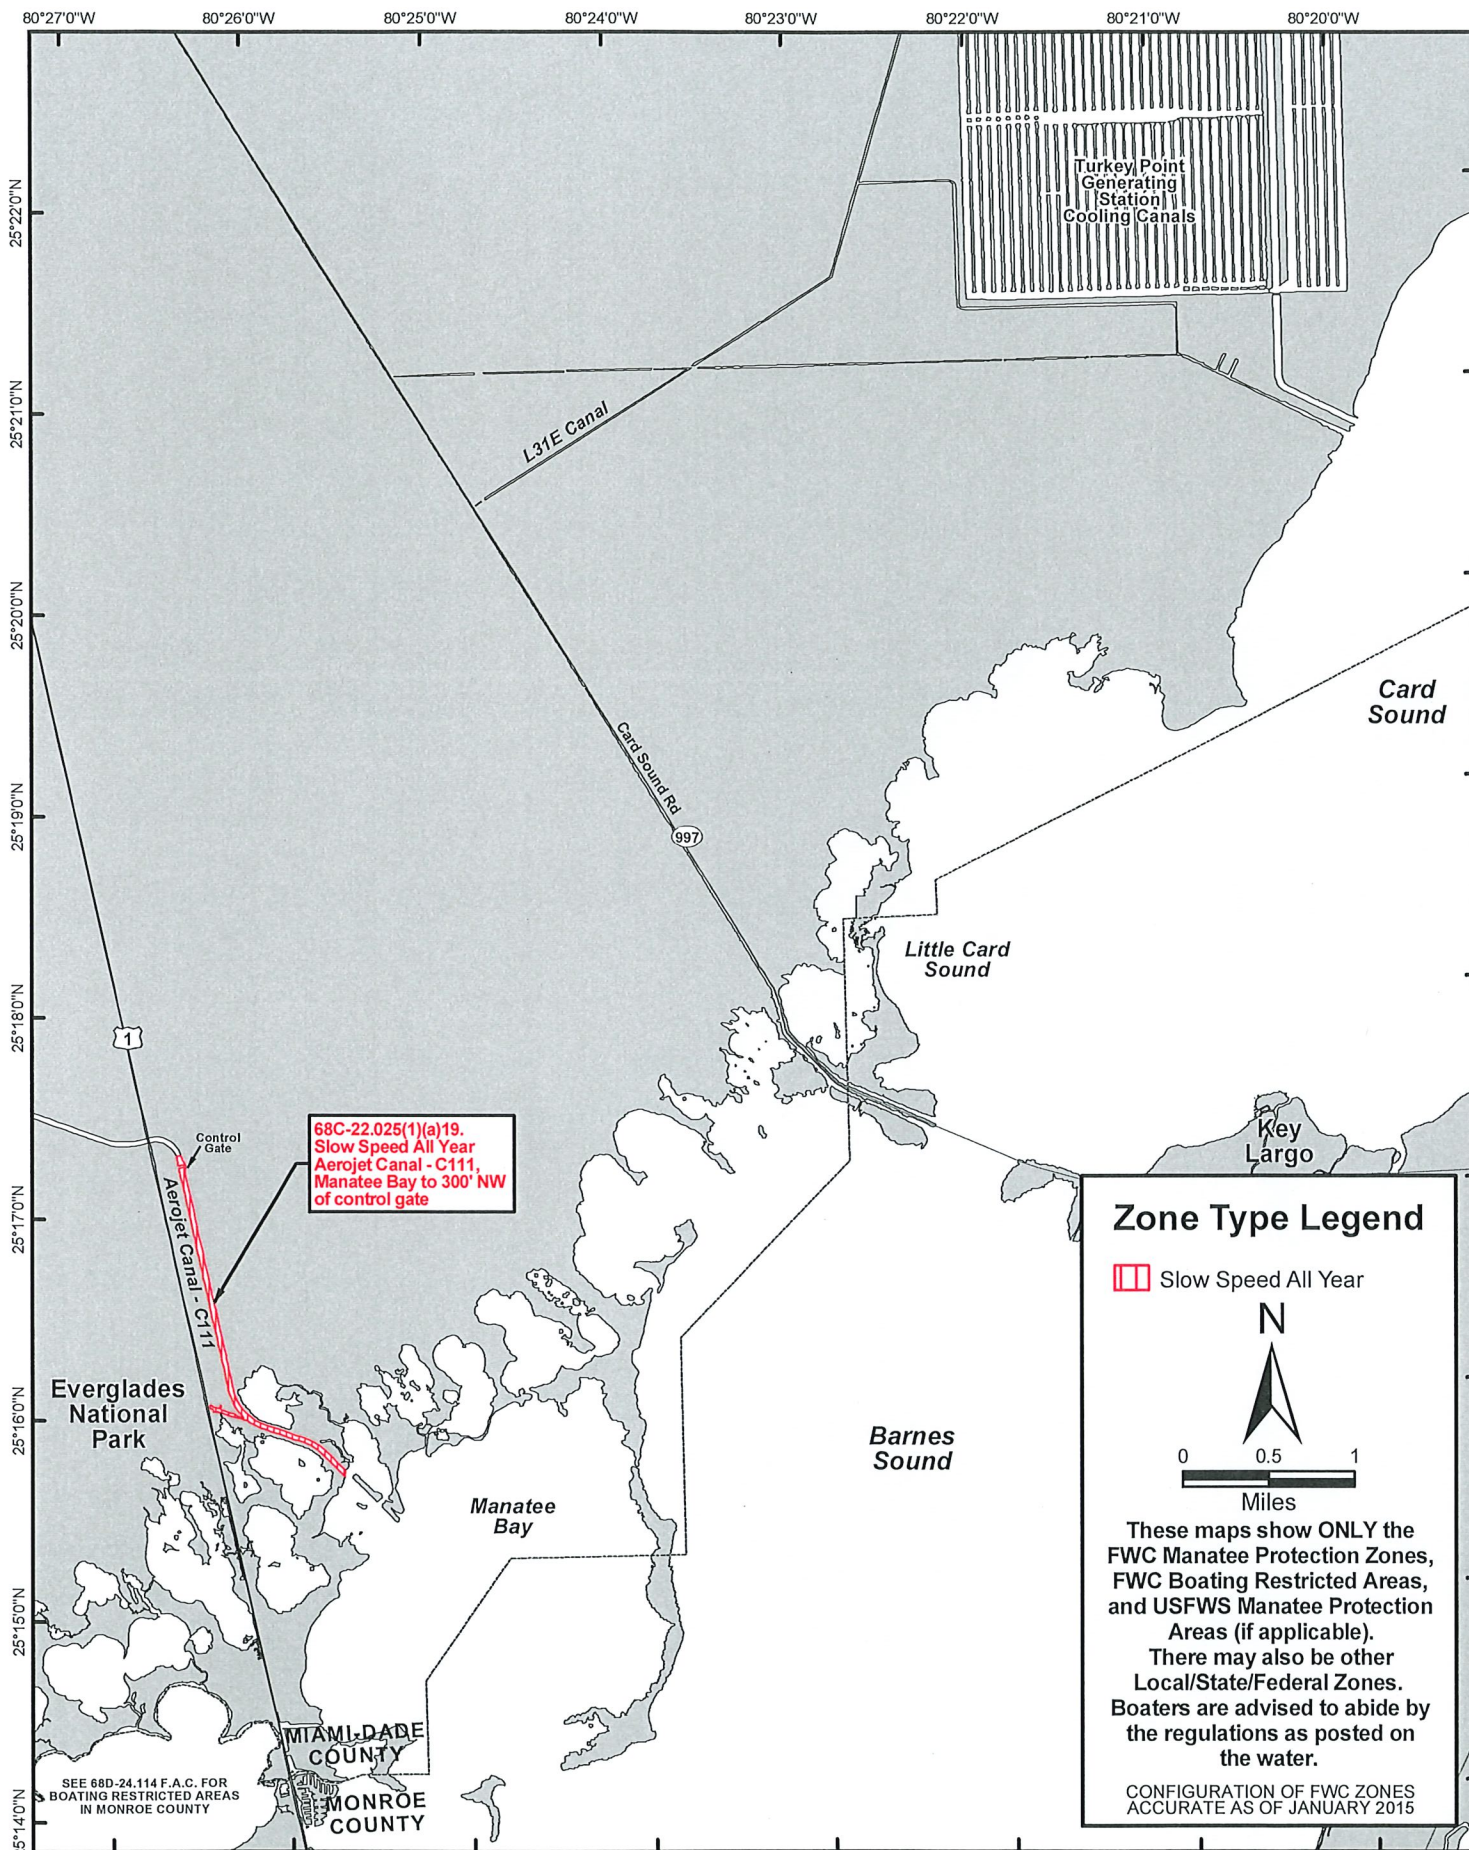 80°27'0"W
80°26'0"W
80°25'0"W
80°24'0"W
80°23'0"W
80°22'0"W
80°21'0"W
80°20'0"W
25°22'0"N
25°21'0"N
25°20'0"N
25°19'0"N
25°18'0"N
25°17'0"N
25°16'0"N
25°15'0"N
5°14'0"N
Turkey Point
Generating
Station
Cooling Canals
L31E Canal
Card
Sound
Card Sound Rd
997
Little Card
Sound
1
Control
Gate
68C-22.025(1)(a)19.
Slow Speed All Year
Aerojet Canal - C111,
Manatee Bay to 300' NW
of control gate
Aerojet Canal - C111
Key
Largo
Everglades
National
Park
Barnes
Sound
Manatee
Bay
MIAMI-DADE
COUNTY
MONROE
COUNTY
SEE 68D-24.114 F.A.C. FOR
BOATING RESTRICTED AREAS
IN MONROE COUNTY
Zone Type Legend
Slow Speed All Year
N
0 0.5 1
Miles
These maps show ONLY the
FWC Manatee Protection Zones,
FWC Boating Restricted Areas,
and USFWS Manatee Protection
Areas (if applicable).
There may also be other
Local/State/Federal Zones.
Boaters are advised to abide by
the regulations as posted on
the water.
CONFIGURATION OF FWC ZONES
ACCURATE AS OF JANUARY 2015